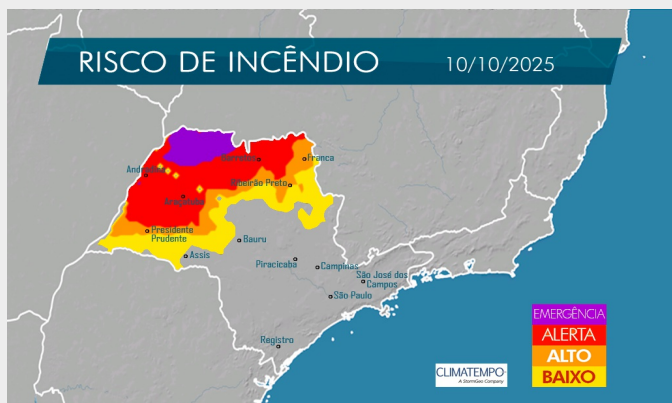 RISCO DE INCÊNDIO
10/10/2025
Barretos
Franca
Andradina
Ribeirão Preto
Araçatuba
Presidente
Prudente
Bauru
Assis
Piracicaba
Campinas
São José dos
Campos
São Paulo
Registro
EMERGÊNCIA
ALERTA
ALTO
BAIXO
CLIMATEMPO
A StormGeo Company